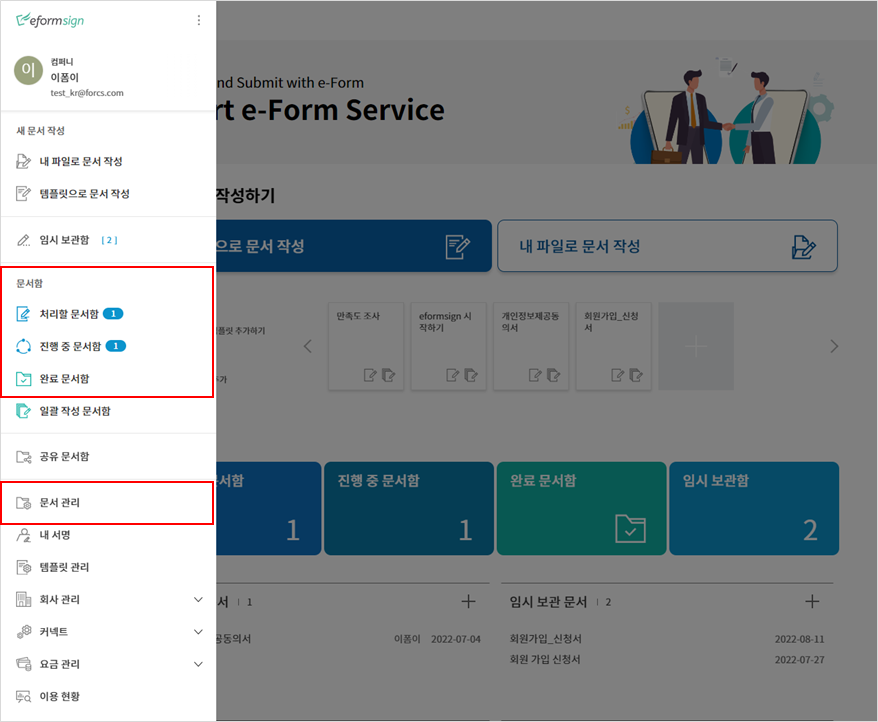 eformsign
이
컴퍼니
이폼이
test_kr@forcs.com
새 문서 작성
내 파일로 문서 작성
템플릿으로 문서 작성
임시 보관함 [ 2 ]
문서함
처리할 문서함 1
진행 중 문서함 1
완료 문서함
일괄 작성 문서함
공유 문서함
문서 관리
내 서명
템플릿 관리
회사 관리
커넥트
요금 관리
이용 현황
nd Submit with e-Form
rt e-Form Service
작성하기
으로 문서 작성
내 파일로 문서 작성
플릿 추가하기
추가
만족도 조사
eformsign 시
작하기
개인정보제공동
의서
회원가입_신청
서
서함
1
진행 중 문서함
1
완료 문서함
임시 보관함
2
서 | 1
공동의서 이폼이 2022-07-04
임시 보관 문서 | 2
회원가입_신청서 2022-08-11
회원 가입 신청서 2022-07-27